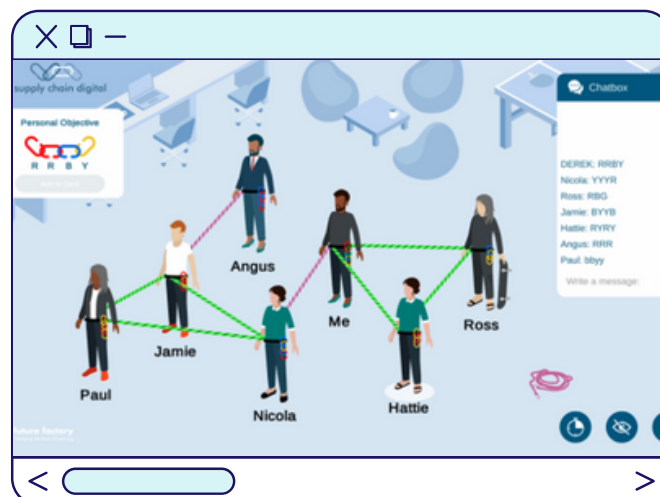 supply chain digital
Personal Objective
R R B Y
Chatbox
DEREK: RRBY
Nicola: YYYR
Ross: RBG
Jamie: BYYB
Hattie: RYRY
Angus: RRR
Paul: bbyy
Write a message:
Angus
Me
Ross
Jamie
Paul
Nicola
Hattie
future factory